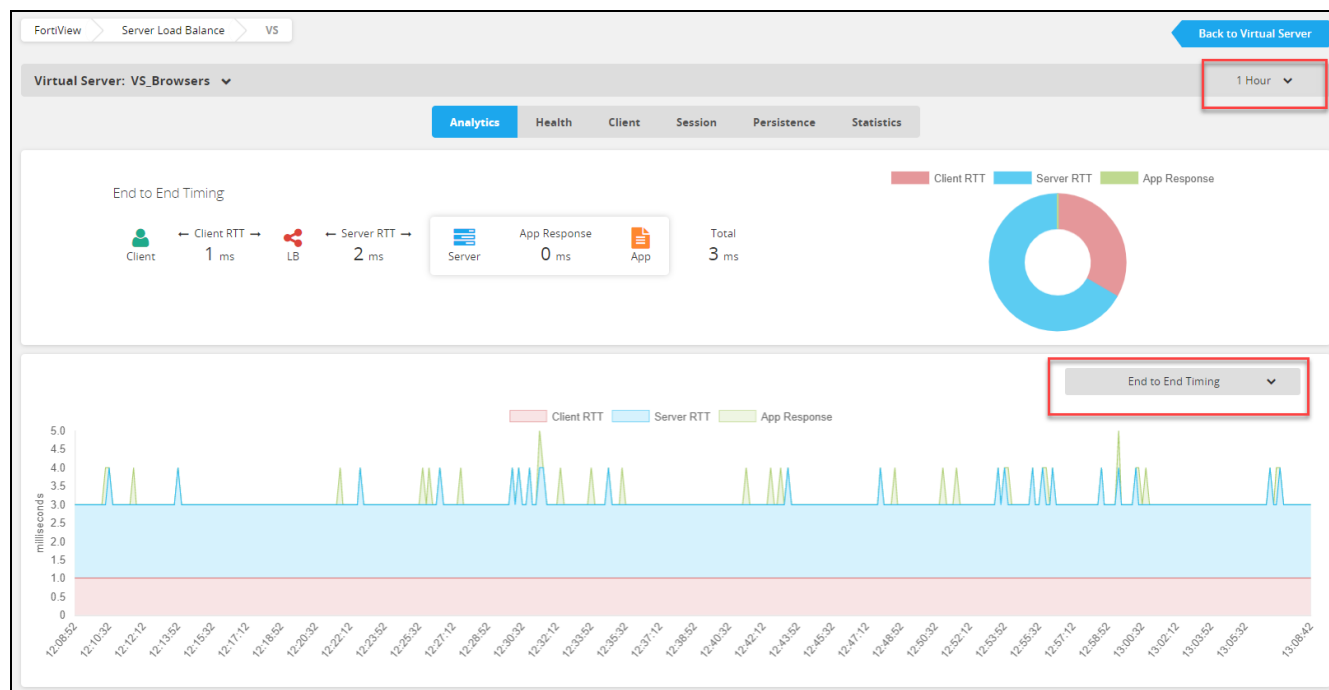 FortiView Server Load Balance VS
Back to Virtual Server
Virtual Server: VS_Browsers
1 Hour
Analytics Health Client Session Persistence Statistics
Client RTT Server RTT App Response
End to End Timing
← Client RTT → ← Server RTT → App Response Total
Client 1 ms LB 2 ms Server 0 ms App 3 ms
End to End Timing
Client RTT Server RTT App Response
milliseconds
5.0
4.5
4.0
3.5
3.0
2.5
2.0
1.5
1.0
0.5
0
12:08:52 12:10:32 12:12:12 12:13:52 12:15:32 12:17:12 12:18:52 12:20:32 12:22:12 12:23:52 12:25:32 12:27:12 12:28:52 12:30:32 12:32:12 12:33:52 12:35:32 12:37:12 12:38:52 12:40:32 12:42:12 12:43:52 12:45:32 12:47:12 12:48:52 12:50:32 12:52:12 12:53:52 12:55:32 12:57:12 12:58:52 13:00:32 13:02:12 13:03:52 13:05:32 13:08:42